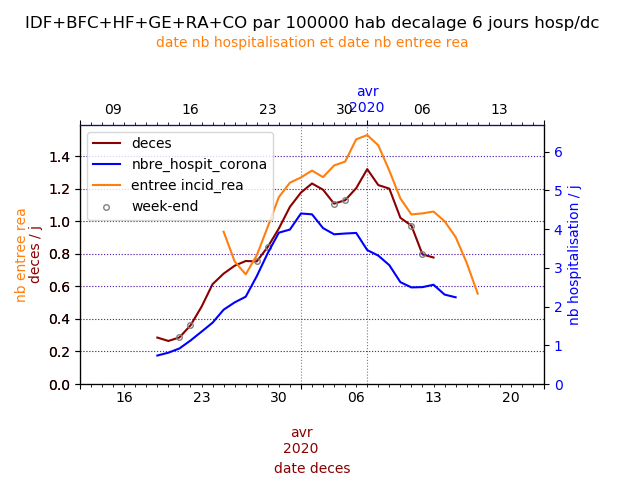 IDF+BFC+HF+GE+RA+CO par 100000 hab decalage 6 jours hosp/dc
date nb hospitalisation et date nb entree rea
avr
2020
09 16 23 30 06 13
deces
nbre_hospit_corona
entree incid_rea
week-end
nb entree rea
deces / j
1.4
1.2
1.0
0.8
0.6
0.4
0.2
0.0
6
5
4
3
2
1
0
nb hospitalisation / j
16 23 30 06 13 20
avr
2020
date deces